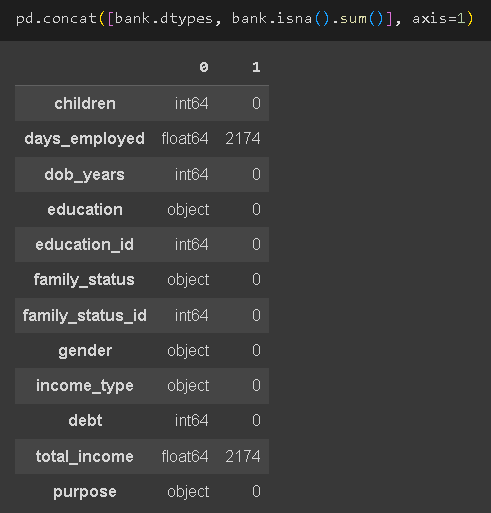 pd.concat([bank.dtypes, bank.isna().sum()], axis=1)
0 1
children int64 0
days_employed float64 2174
dob_years int64 0
education object 0
education_id int64 0
family_status object 0
family_status_id int64 0
gender object 0
income_type object 0
debt int64 0
total_income float64 2174
purpose object 0